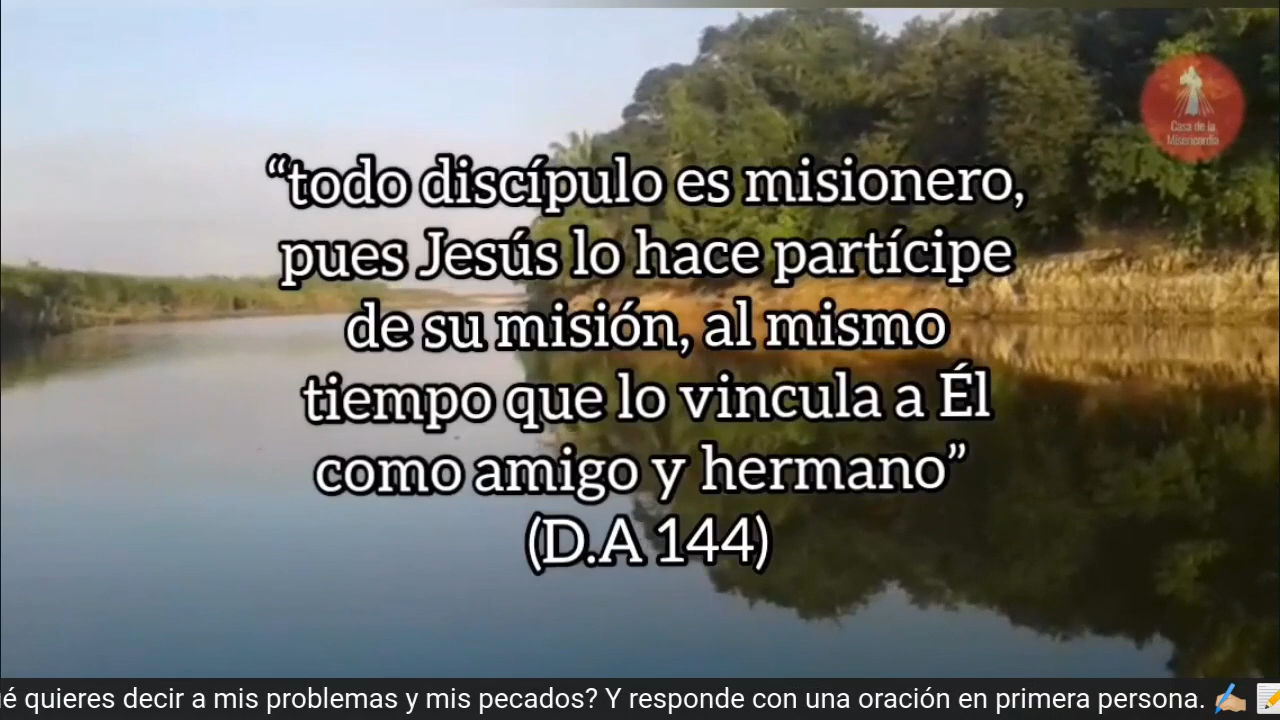 Casa de la
Misericordia
“todo discípulo es misionero,
pues Jesús lo hace partícipe
de su misión, al mismo
tiempo que lo vincula a Él
como amigo y hermano”
(D.A 144)
quieres decir a mis problemas y mis pecados? Y responde con una oración en primera persona. ✍🏼 📝